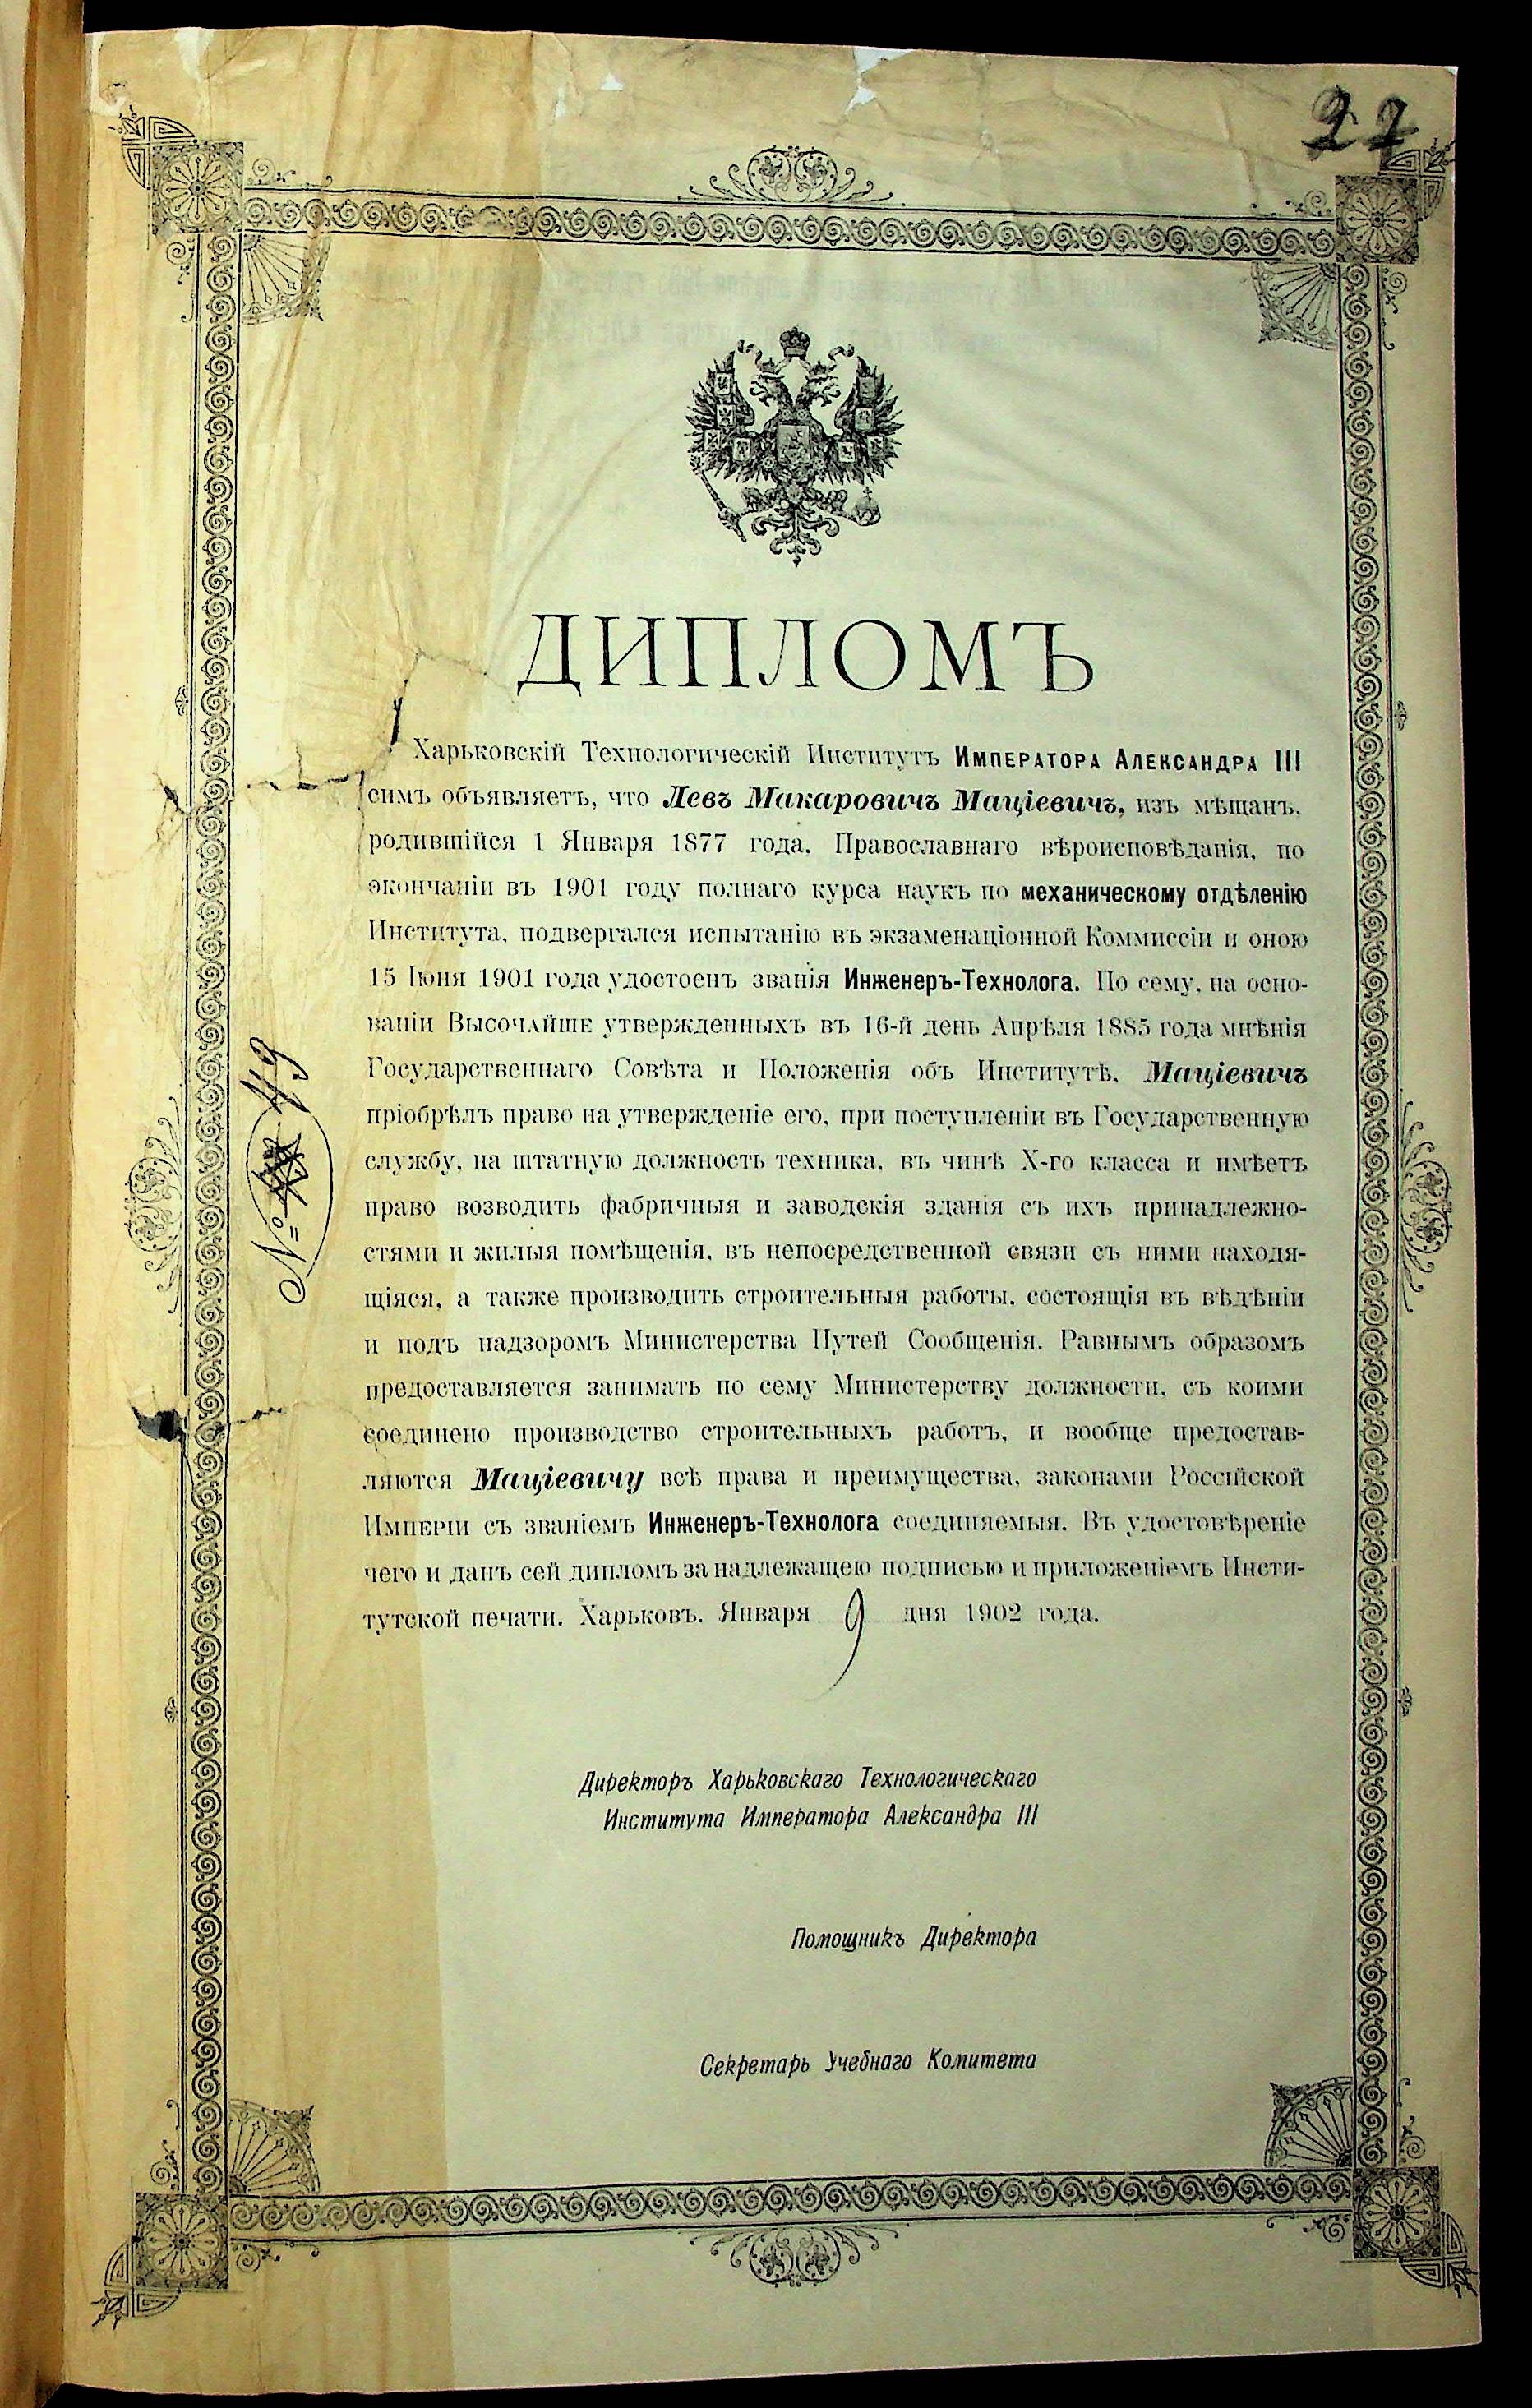 22
ДИПЛОМЪ
Харьковскій Технологическій Институтъ Императора Александра III
симъ объявляетъ, что Левъ Макаровичъ Маціевичъ, изъ мѣщанъ,
родившійся 1 Января 1877 года, Православнаго вѣроисповѣданія, по
окончаніи въ 1901 году полнаго курса наукъ по механическому отдѣленію
Института, подвергался испытанію въ экзаменаціонной Коммиссіи и оною
15 Іюня 1901 года удостоенъ званія Инженеръ-Технолога. По сему, на осно-
ваніи Высочайше утвержденныхъ въ 16-й день Апрѣля 1885 года мнѣнія
Государственнаго Совѣта и Положенія объ Институтѣ, Маціевичъ
пріобрѣлъ право на утвержденіе его, при поступленіи въ Государственную
службу, на штатную должность техника, въ чинѣ X-го класса и имѣетъ
право возводить фабричныя и заводскія зданія съ ихъ принадлежно-
стями и жилыя помѣщенія, въ непосредственной связи съ ними находя-
щіяся, а также производить строительныя работы, состоящія въ вѣдѣніи
и подъ надзоромъ Министерства Путей Сообщенія. Равнымъ образомъ
предоставляется занимать по сему Министерству должности, съ коими
соединено производство строительныхъ работъ, и вообще предостав-
ляются Маціевичу всѣ права и преимущества, законами Россійской
Имперіи съ званіемъ Инженеръ-Технолога соединяемыя. Въ удостовѣреніе
чего и данъ сей дипломъ за надлежащею подписью и приложеніемъ Инсти-
тутской печати. Харьковъ. Января 9 дня 1902 года.
№ 49
Директоръ Харьковскаго Технологическаго
Института Императора Александра III
Помощникъ Директора
Секретарь Учебнаго Комитета